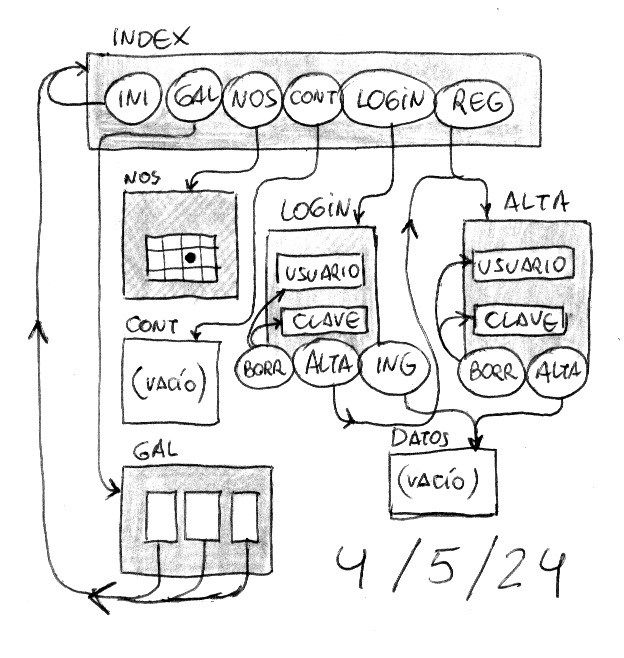 INDEX
INI GAL NOS CONT LOGIN REG
NOS
LOGIN
ALTA
USUARIO
USUARIO
CLAVE
CLAVE
CONT
(VACÍO)
BORR ALTA ING
BORR ALTA
GAL
DATOS
(VACÍO)
4/5/24